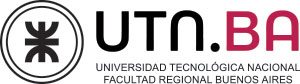 UTN.BA
UNIVERSIDAD TECNOLÓGICA NACIONAL
FACULTAD REGIONAL BUENOS AIRES